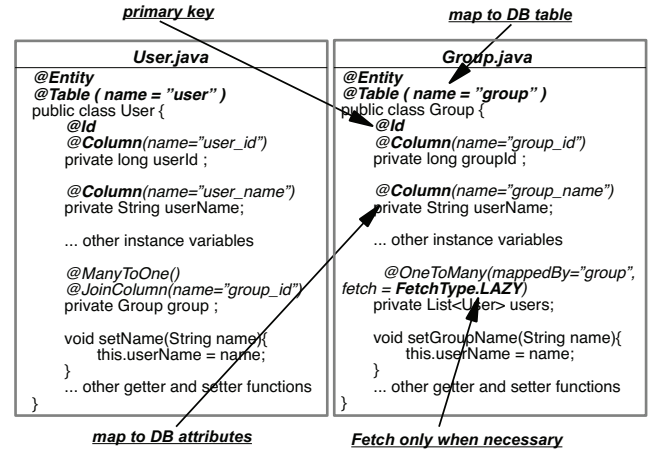 primary key
map to DB table
User.java
@Entity
@Table ( name = ”user” )
public class User {
@Id
@Column(name=”user_id”)
private long userId ;
@Column(name=”user_name”)
private String userName;
... other instance variables
@ManyToOne()
@JoinColumn(name=”group_id”)
private Group group ;
void setName(String name){
this.userName = name;
}
... other getter and setter functions
}
Group.java
@Entity
@Table ( name = ”group” )
public class Group {
@Id
@Column(name=”group_id”)
private long groupId ;
@Column(name=”group_name”)
private String userName;
... other instance variables
@OneToMany(mappedBy=”group”,
fetch = FetchType.LAZY)
private List<User> users;
void setGroupName(String name){
this.userName = name;
}
... other getter and setter functions
}
map to DB attributes
Fetch only when necessary